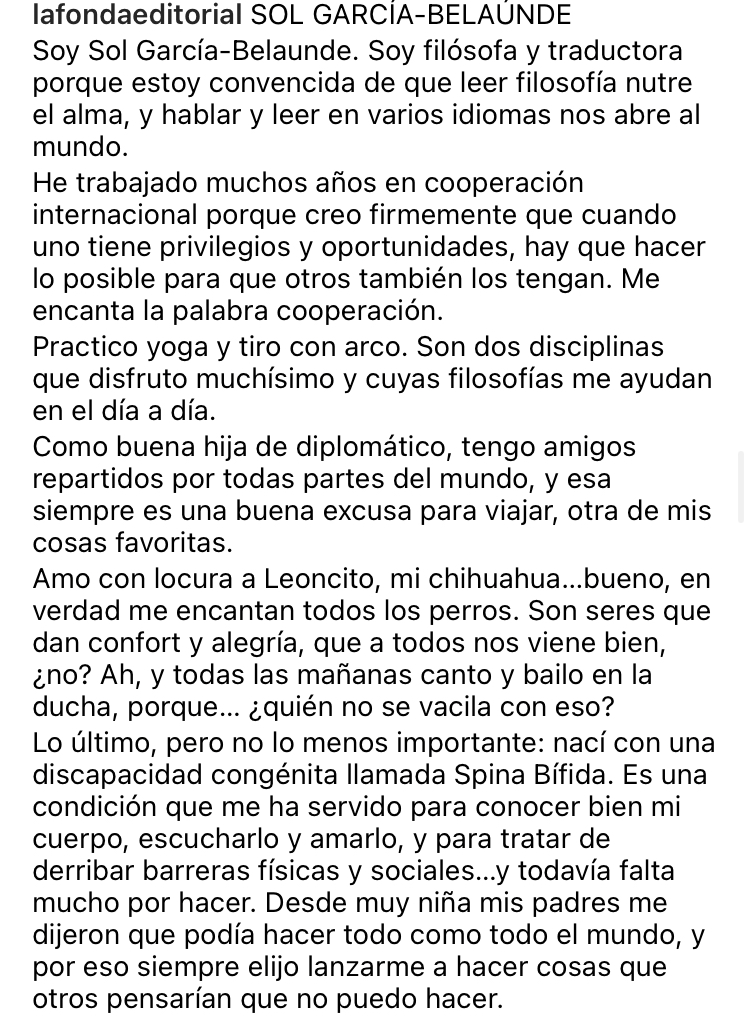 lafondaeditorial SOL GARCÍA-BELAÚNDE
Soy Sol García-Belaunde. Soy filósofa y traductora
porque estoy convencida de que leer filosofía nutre
el alma, y hablar y leer en varios idiomas nos abre al
mundo.
He trabajado muchos años en cooperación
internacional porque creo firmemente que cuando
uno tiene privilegios y oportunidades, hay que hacer
lo posible para que otros también los tengan. Me
encanta la palabra cooperación.
Practico yoga y tiro con arco. Son dos disciplinas
que disfruto muchísimo y cuyas filosofías me ayudan
en el día a día.
Como buena hija de diplomático, tengo amigos
repartidos por todas partes del mundo, y esa
siempre es una buena excusa para viajar, otra de mis
cosas favoritas.
Amo con locura a Leoncito, mi chihuahua...bueno, en
verdad me encantan todos los perros. Son seres que
dan confort y alegría, que a todos nos viene bien,
¿no? Ah, y todas las mañanas canto y bailo en la
ducha, porque... ¿quién no se vacila con eso?
Lo último, pero no lo menos importante: nací con una
discapacidad congénita llamada Spina Bífida. Es una
condición que me ha servido para conocer bien mi
cuerpo, escucharlo y amarlo, y para tratar de
derribar barreras físicas y sociales...y todavía falta
mucho por hacer. Desde muy niña mis padres me
dijeron que podía hacer todo como todo el mundo, y
por eso siempre elijo lanzarme a hacer cosas que
otros pensarían que no puedo hacer.